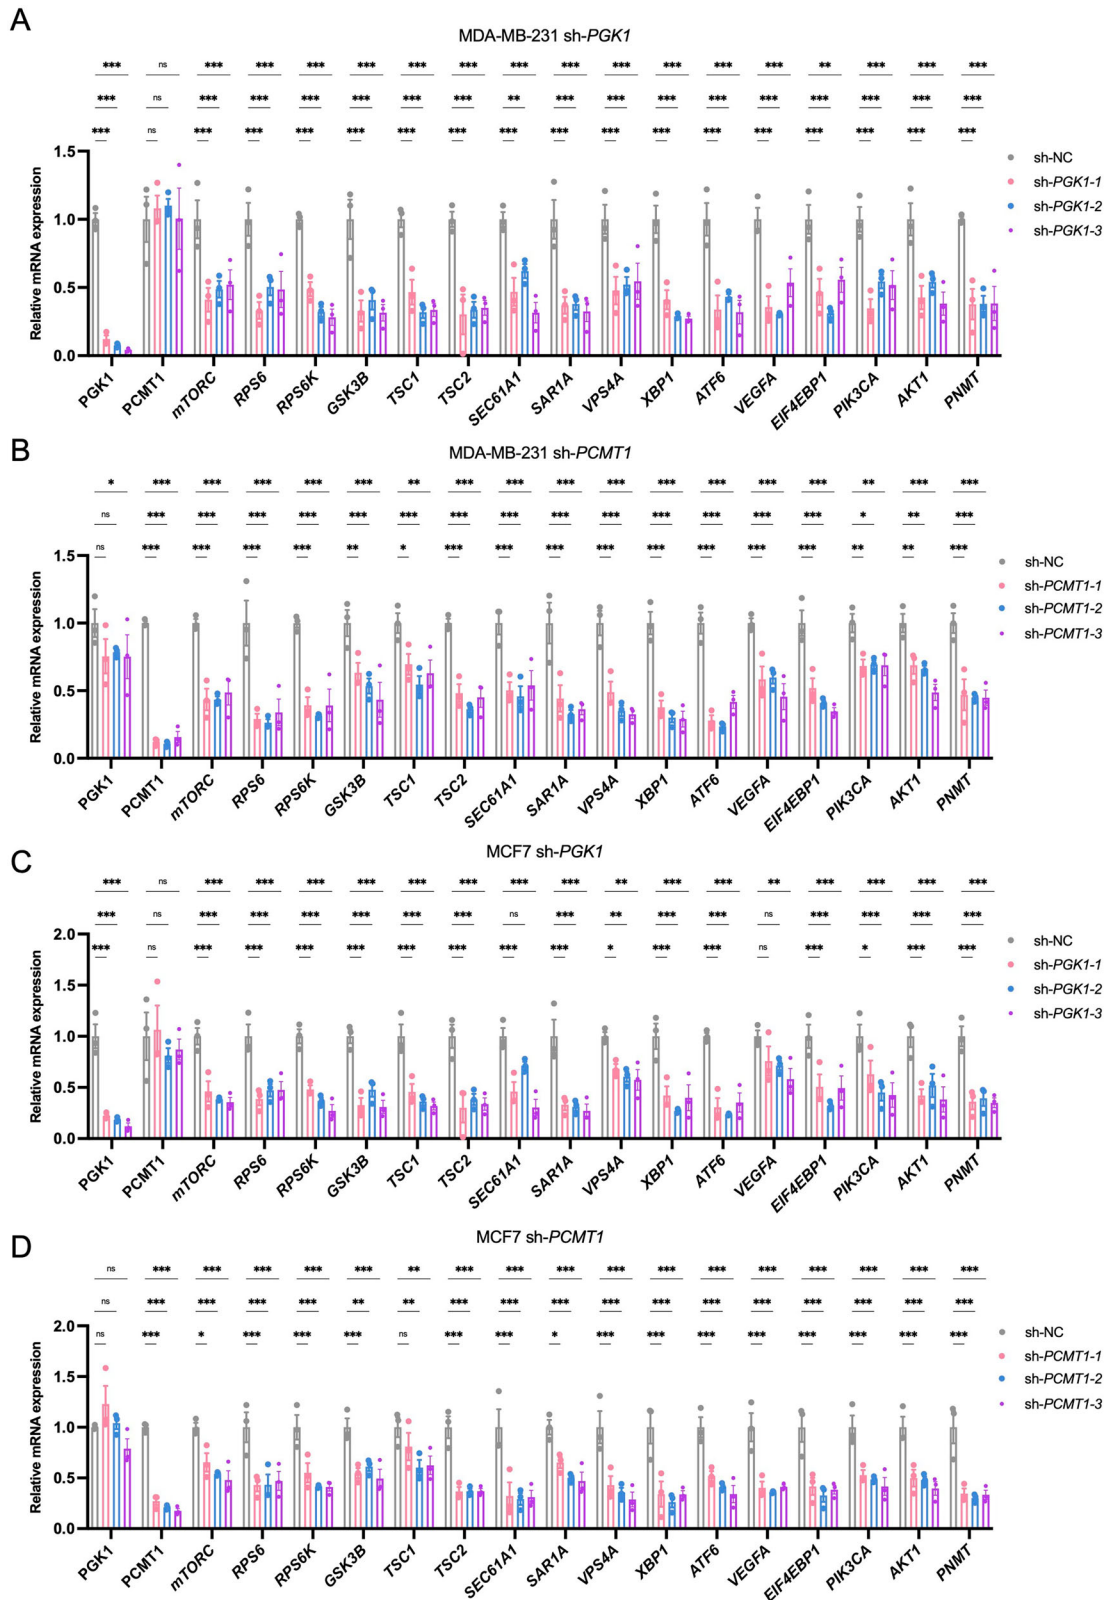 A
MDA-MB-231 sh-PGK1
*** ns *** *** *** *** *** *** *** *** *** *** *** *** ** *** *** ***
*** ns *** *** *** *** *** *** ** *** *** *** *** *** *** *** *** ***
*** ns *** *** *** *** *** *** *** *** *** *** *** *** *** *** *** ***
Relative mRNA expression
1.5
1.0
0.5
0.0
sh-NC
sh-PGK1-1
sh-PGK1-2
sh-PGK1-3
PGK1 PCMT1 mTORC RPS6 RPS6K GSK3B TSC1 TSC2 SEC61A1 SAR1A VPS4A XBP1 ATF6 VEGFA EIF4EBP1 PIK3CA AKT1 PNMT
B
MDA-MB-231 sh-PCMT1
* *** *** *** *** *** ** *** *** *** *** *** *** *** *** ** *** ***
ns *** *** *** *** *** *** *** *** *** *** *** *** *** *** * ** ***
ns *** *** *** *** ** * *** *** *** *** *** *** *** *** ** ** ***
Relative mRNA expression
1.5
1.0
0.5
0.0
sh-NC
sh-PCMT1-1
sh-PCMT1-2
sh-PCMT1-3
PGK1 PCMT1 mTORC RPS6 RPS6K GSK3B TSC1 TSC2 SEC61A1 SAR1A VPS4A XBP1 ATF6 VEGFA EIF4EBP1 PIK3CA AKT1 PNMT
C
MCF7 sh-PGK1
*** ns *** *** *** *** *** *** *** *** ** *** *** ** *** *** *** ***
*** ns *** *** *** *** *** *** ns *** ** *** *** ns *** *** *** ***
*** ns *** *** *** *** *** *** *** *** * *** *** ns *** * *** ***
Relative mRNA expression
2.0
1.5
1.0
0.5
0.0
sh-NC
sh-PGK1-1
sh-PGK1-2
sh-PGK1-3
PGK1 PCMT1 mTORC RPS6 RPS6K GSK3B TSC1 TSC2 SEC61A1 SAR1A VPS4A XBP1 ATF6 VEGFA EIF4EBP1 PIK3CA AKT1 PNMT
D
MCF7 sh-PCMT1
ns *** *** *** *** *** ** *** *** *** *** *** *** *** *** *** *** ***
ns *** *** *** *** ** ** *** *** *** *** *** *** *** *** *** *** ***
ns *** * *** *** *** ns *** *** * *** *** *** *** *** *** *** ***
Relative mRNA expression
2.0
1.5
1.0
0.5
0.0
sh-NC
sh-PCMT1-1
sh-PCMT1-2
sh-PCMT1-3
PGK1 PCMT1 mTORC RPS6 RPS6K GSK3B TSC1 TSC2 SEC61A1 SAR1A VPS4A XBP1 ATF6 VEGFA EIF4EBP1 PIK3CA AKT1 PNMT